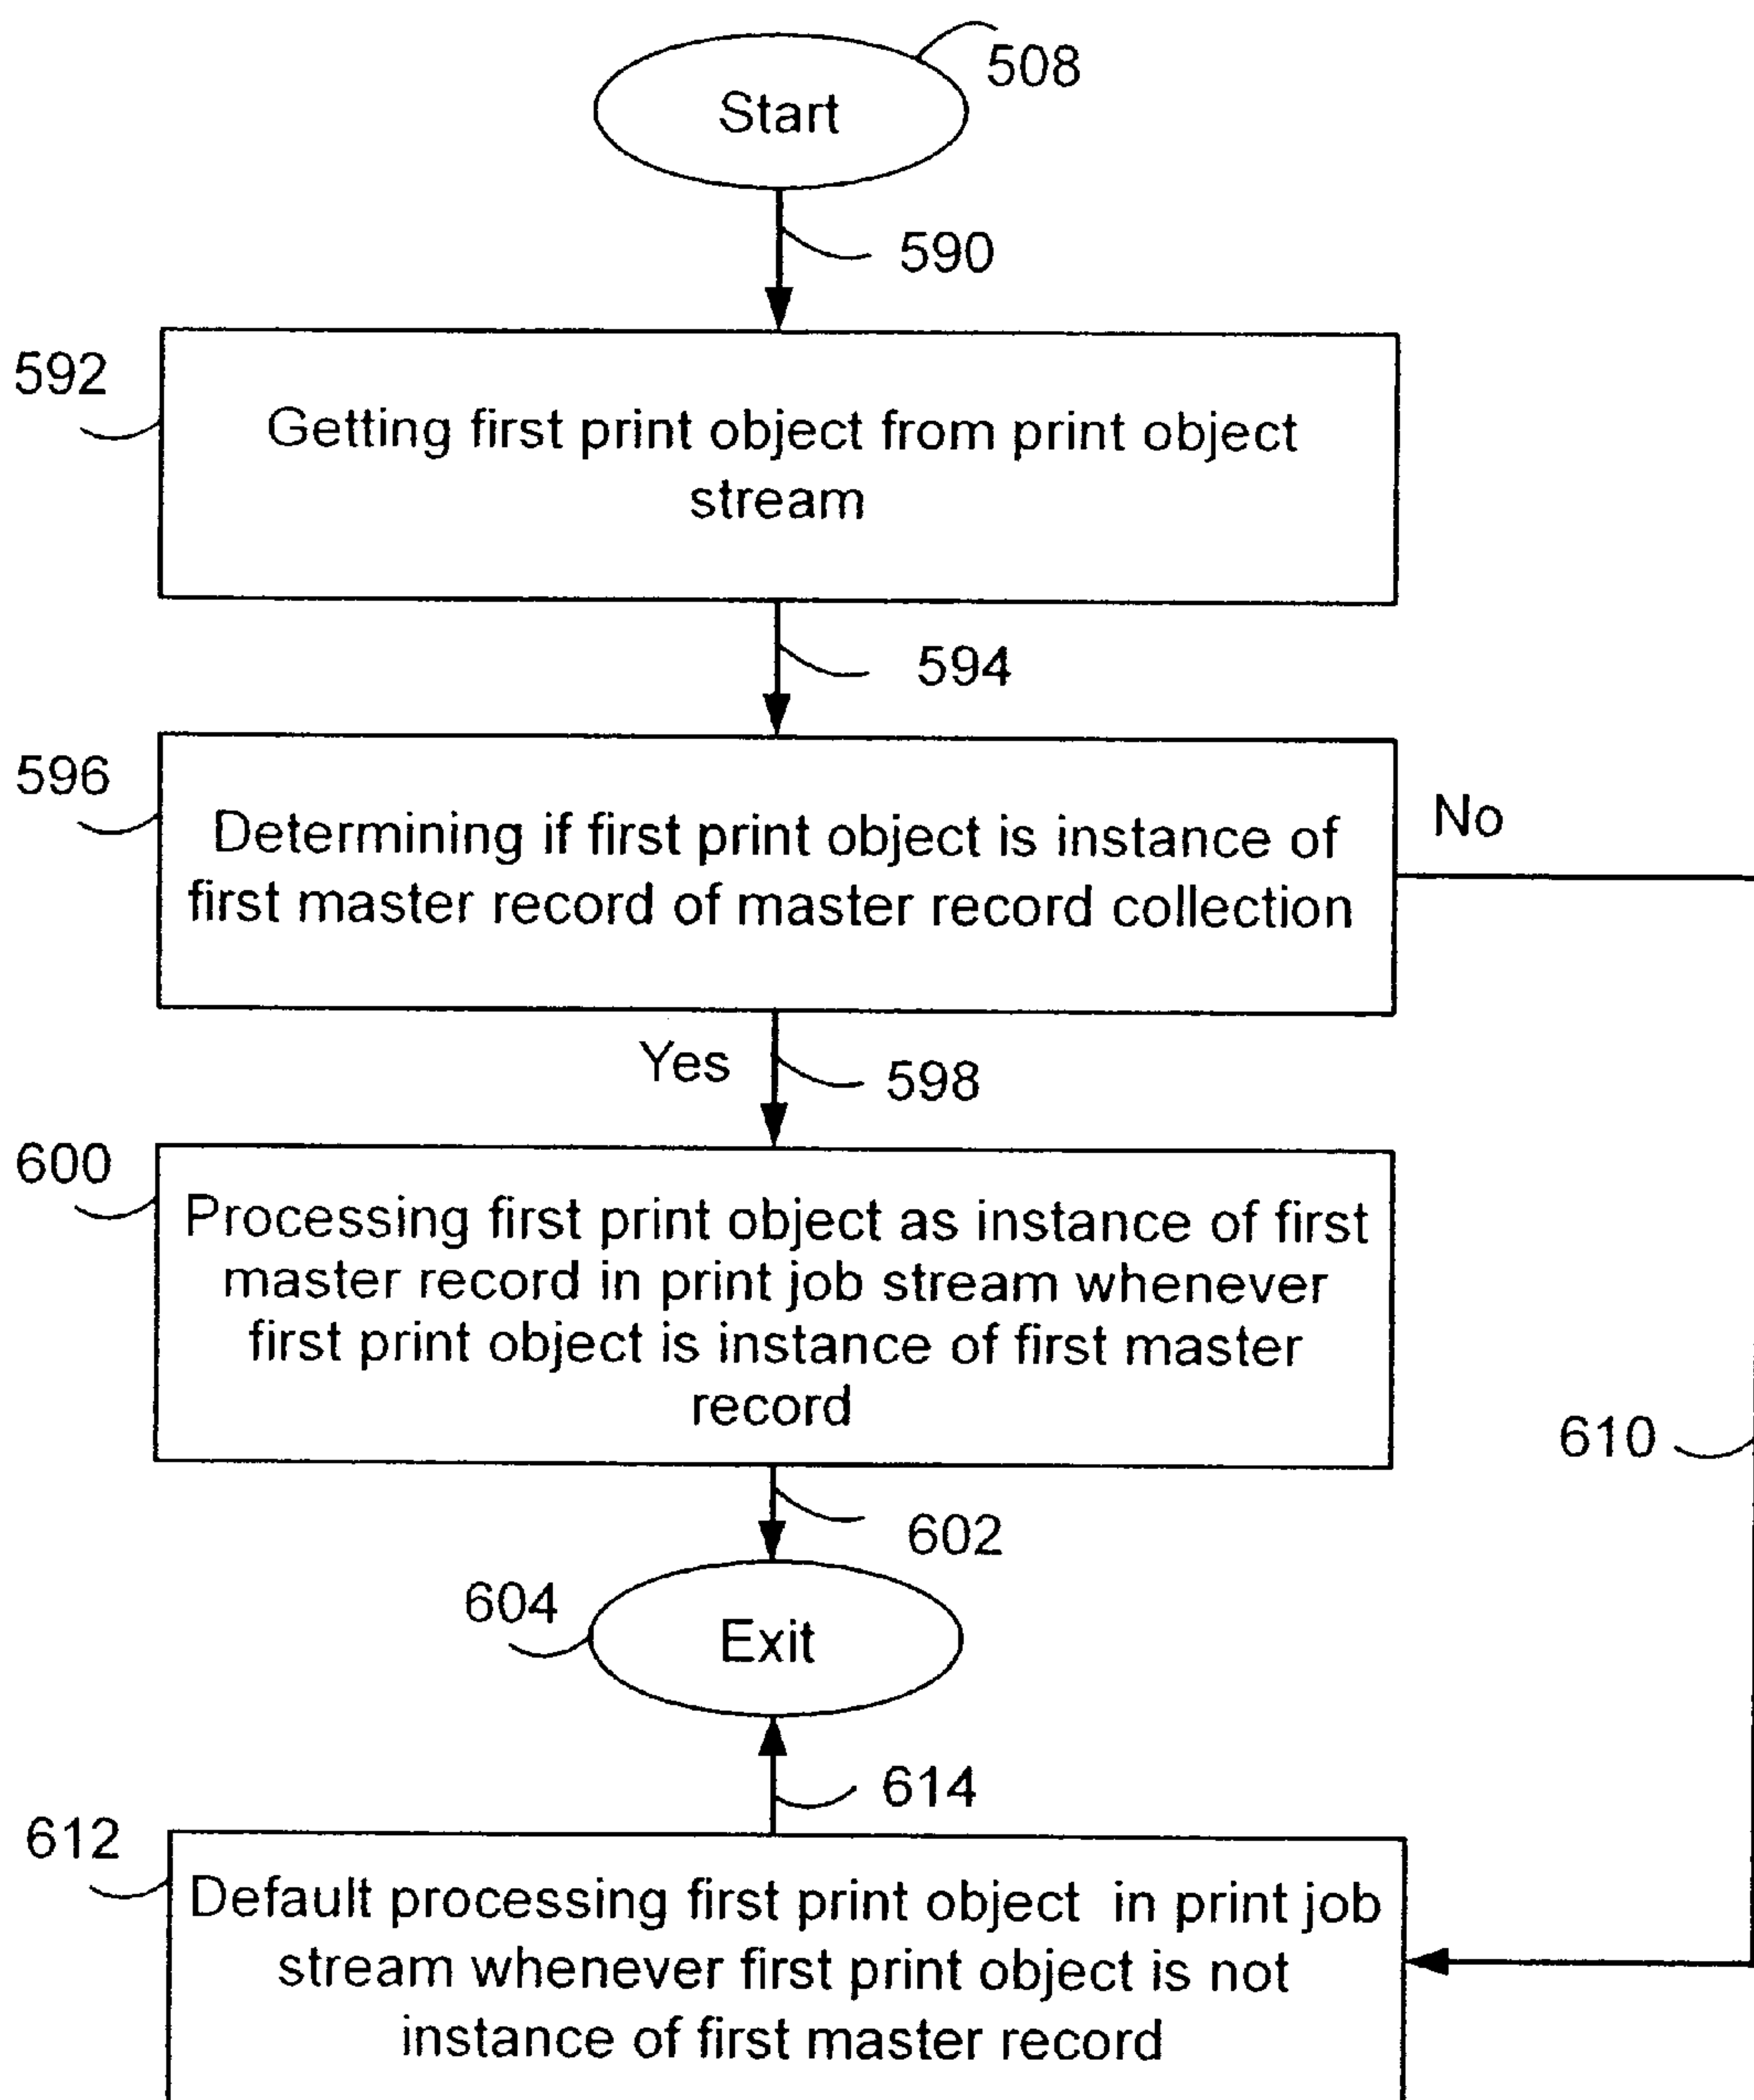 508
Start
590
592
Getting first print object from print object
stream
594
596
Determining if first print object is instance of
first master record of master record collection
No
Yes
598
600
Processing first print object as instance of first
master record in print job stream whenever
first print object is instance of first master
record
610
602
604
Exit
614
612
Default processing first print object in print job
stream whenever first print object is not
instance of first master record